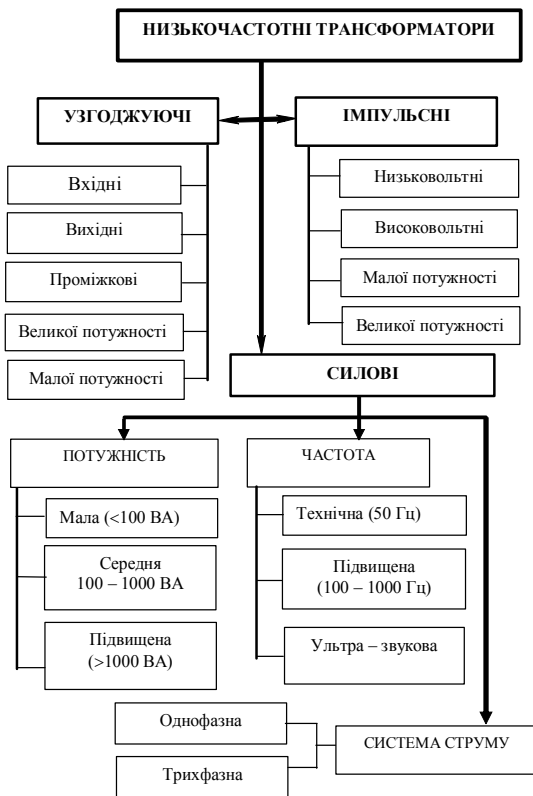 НИЗЬКОЧАСТОТНІ ТРАНСФОРМАТОРИ
УЗГОДЖУЮЧІ
Вхідні
Вихідні
Проміжкові
Великої потужності
Малої потужності
ІМПУЛЬСНІ
Низьковольтні
Високовольтні
Малої потужності
Великої потужності
СИЛОВІ
ПОТУЖНІСТЬ
Мала (<100 ВА)
Середня
100 – 1000 ВА
Підвищена
(>1000 ВА)
ЧАСТОТА
Технічна (50 Гц)
Підвищена
(100 – 1000 Гц)
Ультра – звукова
СИСТЕМА СТРУМУ
Однофазна
Трихфазна